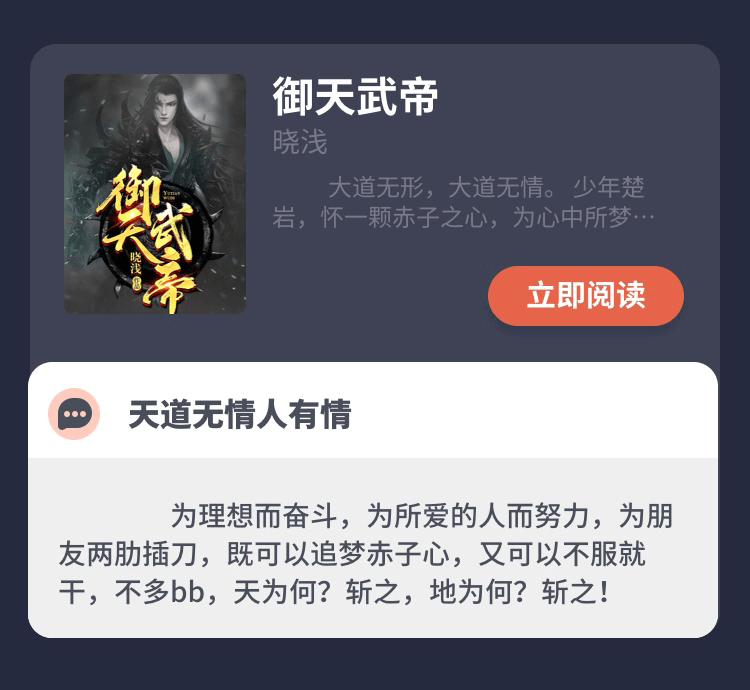 御天武帝
晓浅
大道无形，大道无情。 少年楚
岩，怀一颗赤子之心，为心中所梦…
御
天武
帝
晓浅
立即阅读
天道无情人有情
为理想而奋斗，为所爱的人而努力，为朋
友两肋插刀，既可以追梦赤子心，又可以不服就
干，不多bb，天为何？斩之，地为何？斩之！